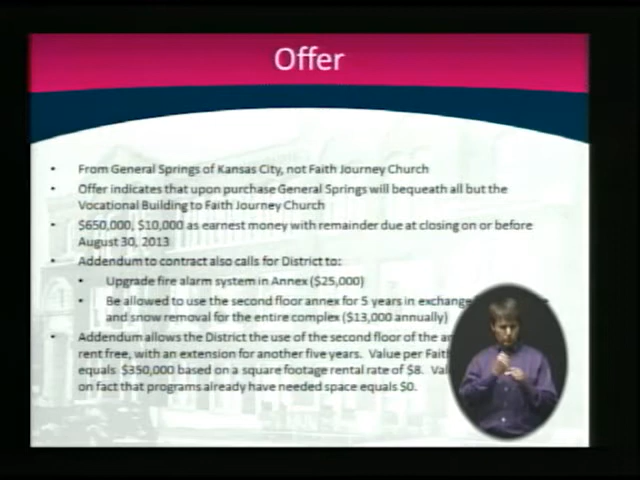 Offer
• From General Springs of Kansas City, not Faith Journey Church
• Offer indicates that upon purchase General Springs will bequeath all but the
Vocational Building to Faith Journey Church
• $650,000, $10,000 as earnest money with remainder due at closing on or before
August 30, 2013
• Addendum to contract also calls for District to:
• Upgrade fire alarm system in Annex ($25,000)
• Be allowed to use the second floor annex for 5 years in exchange
and snow removal for the entire complex ($13,000 annually)
• Addendum allows the District the use of the second floor of the
rent free, with an extension for another five years. Value per
equals $350,000 based on a square footage rental rate of $8.
on fact that programs already have needed space equals $0.